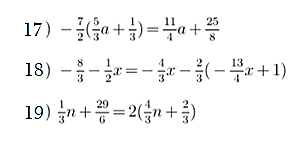 17) −7/2(5/3a + 1/3) = 11/4a + 25/8
18) −8/3 − 1/2x = −4/3x − 2/3(−13/4x + 1)
19) 1/3n + 29/6 = 2(4/3n + 2/3)